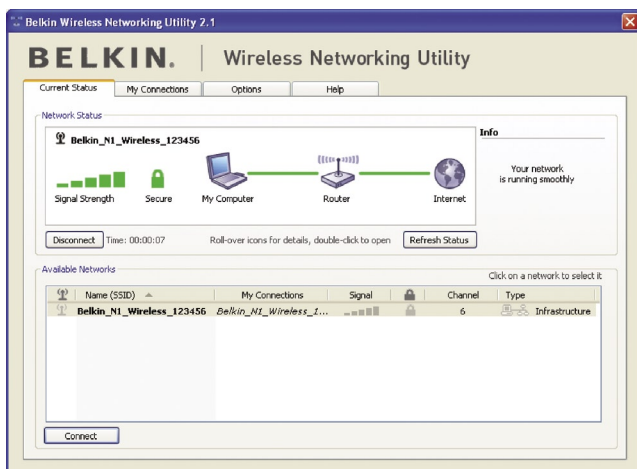 Belkin Wireless Networking Utility 2.1
BELKIN. | Wireless Networking Utility
Current Status My Connections Options Help
Network Status
Belkin_N1_Wireless_123456
Info
Your network
is running smoothly
Signal Strength Secure My Computer Router Internet
Disconnect Time: 00:00:07 Roll-over icons for details, double-click to open Refresh Status
Available Networks
Click on a network to select it
Name (SSID) My Connections Signal Channel Type
Belkin_N1_Wireless_123456 Belkin_N1_Wireless_1... 6 Infrastructure
Connect